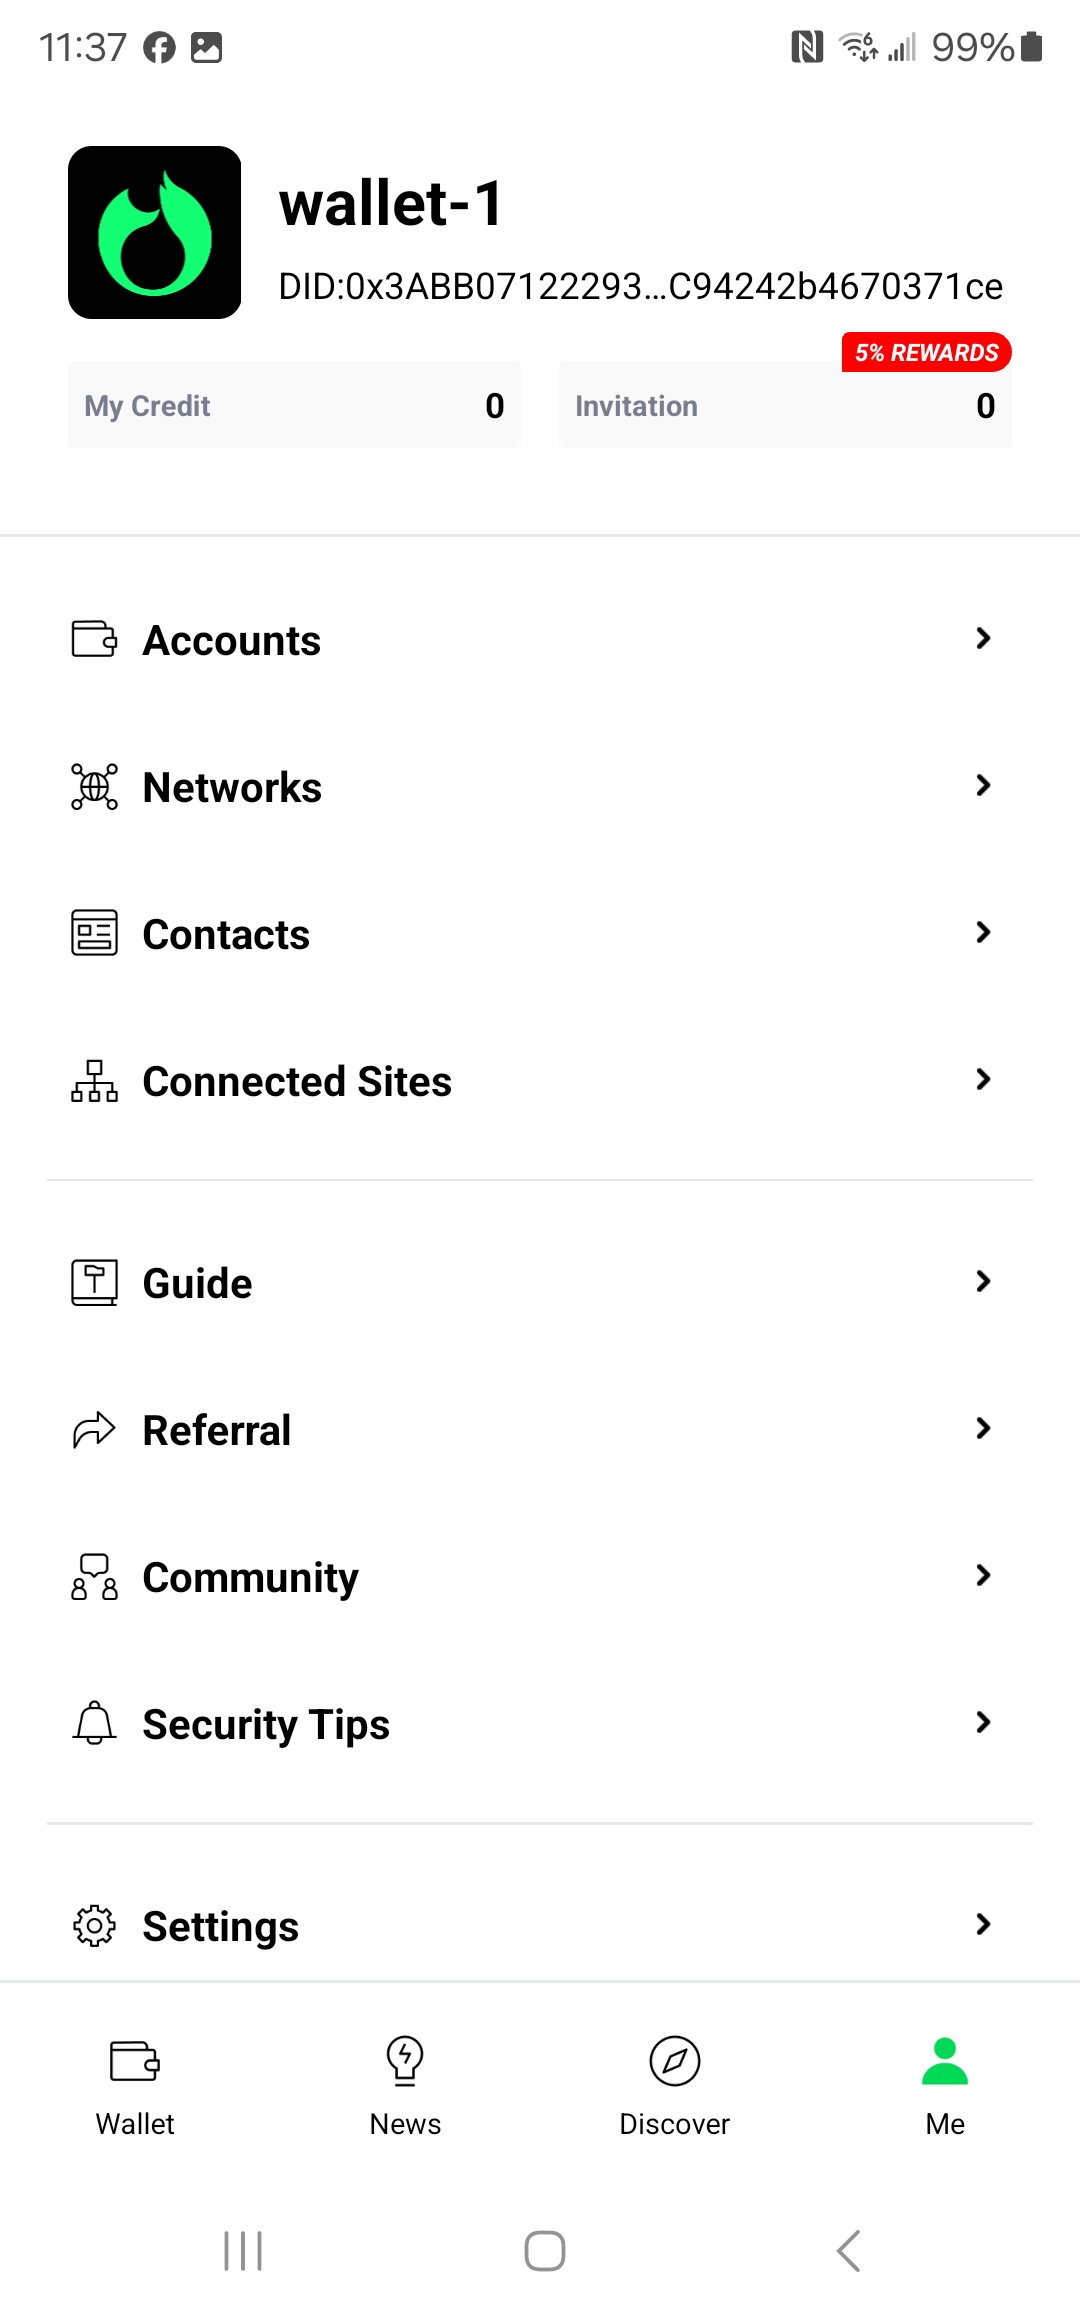 11:37 99%
wallet-1
DID:0x3ABB07122293...C94242b4670371ce
5% REWARDS
My Credit 0 Invitation 0
Accounts
Networks
Contacts
Connected Sites
Guide
Referral
Community
Security Tips
Settings
Wallet News Discover Me